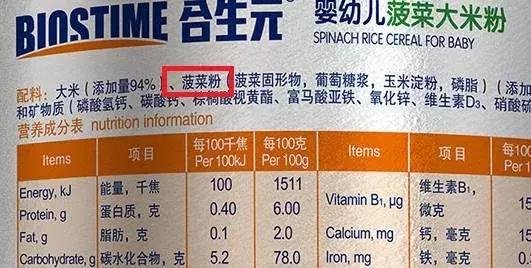 BIOSTIME 合生元 婴幼儿菠菜大米粉
SPINACH RICE CEREAL FOR BABY
配料：大米（添加量94%）、菠菜粉（菠菜固形物，葡萄糖浆，玉米淀粉，磷脂）
和矿物质（磷酸氢钙、碳酸钙、棕榈酸视黄酯、富马酸亚铁、氧化锌、维生素D₃、硝酸硫
营养成分表 nutrition information
Items 项目 每100千焦 Per 100kJ 每100克 Per 100g Items 项目
Energy, kJ 能量，千焦 100 1511 Vitamin B₁, μg 维生素B₁，微克
Protein, g 蛋白质，克 0.40 6.00
Fat, g 脂肪，克 0.1 2.0 Calcium, mg 钙，毫克
Carbohydrate, g 碳水化合物，克 5.2 78.0 Iron, mg 铁，毫克